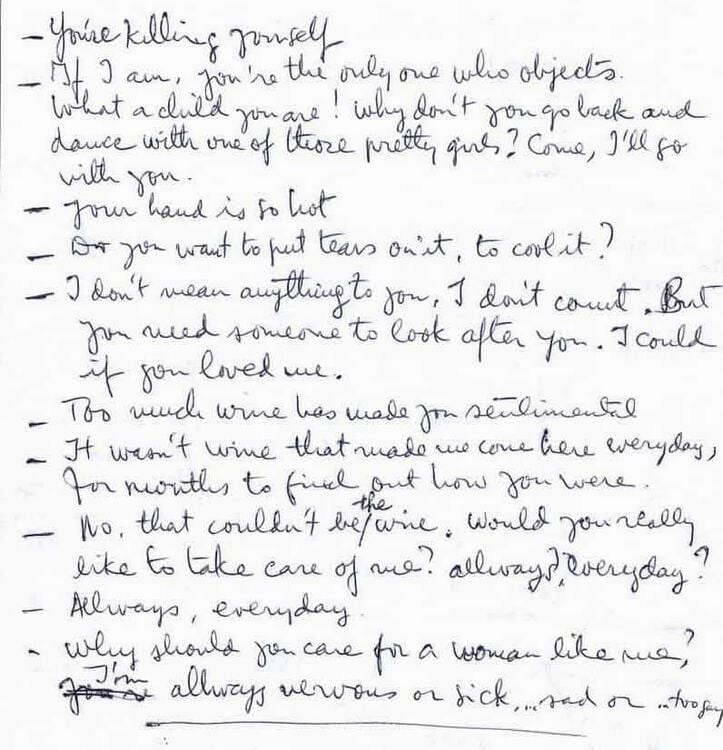 - You're killing yourself
- If I am, you're the only one who objects.
What a child you are! Why don't you go back and
dance with one of those pretty girls? Come, I'll go
with you.
- Your hand is so hot
- Do you want to put tears on it, to cool it?
- I don't mean anything to you, I don't count. But
you need someone to look after you. I could
if you loved me.
- Too much wine has made you sentimental
- It wasn't wine that made me come here everyday,
for months to find out how you were.
- No, that couldn't be the wine. Would you really
like to take care of me? allways?, everyday?
- Allways, everyday.
- Why should you care for a woman like me?
I'm allways nervous or sick... sad or ..too gay